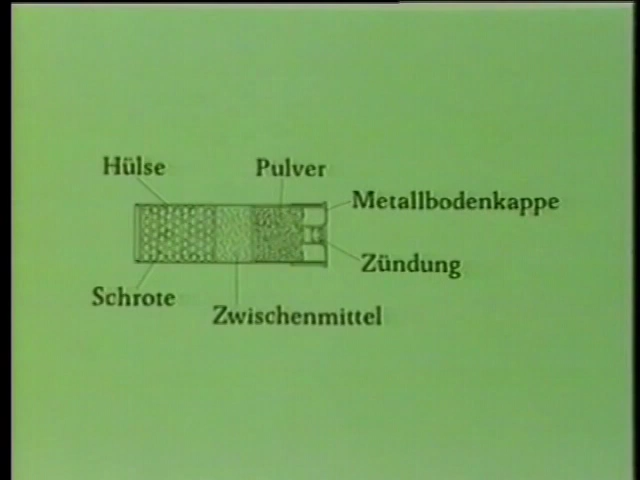 Hülse
Pulver
Metallbodenkappe
Zündung
Schrote
Zwischenmittel